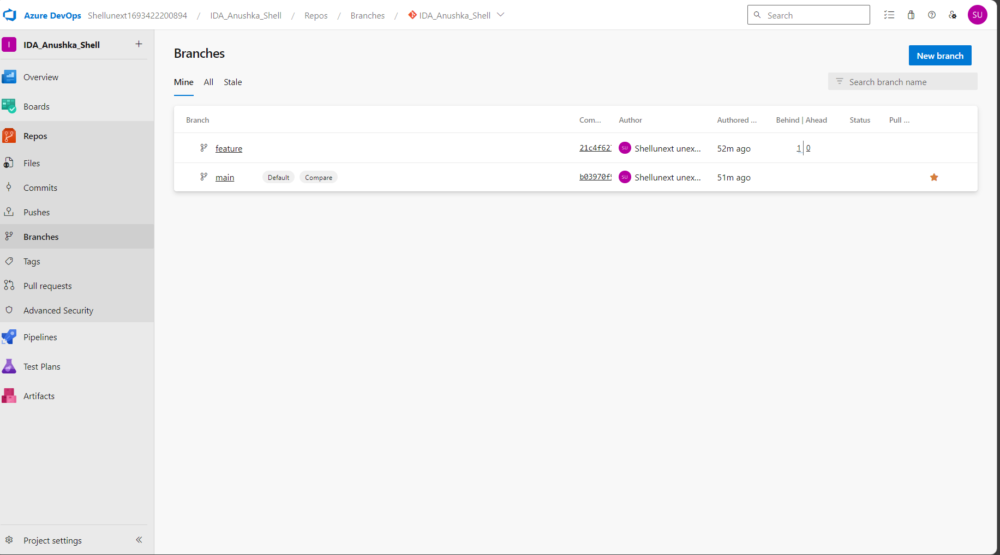 Azure DevOps Shellunext1693422200894 / IDA_Anushka_Shell / Repos / Branches / IDA_Anushka_Shell
Search
SU
I IDA_Anushka_Shell +
Overview
Boards
Repos
Files
Commits
Pushes
Branches
Tags
Pull requests
Advanced Security
Pipelines
Test Plans
Artifacts
Project settings
Branches
New branch
Mine All Stale
Search branch name
Branch Com... Author Authored ... Behind | Ahead Status Pull ...
feature 21c4f627 SU Shellunext unex... 52m ago 1 0
main Default Compare b03970f9 SU Shellunext unex... 51m ago